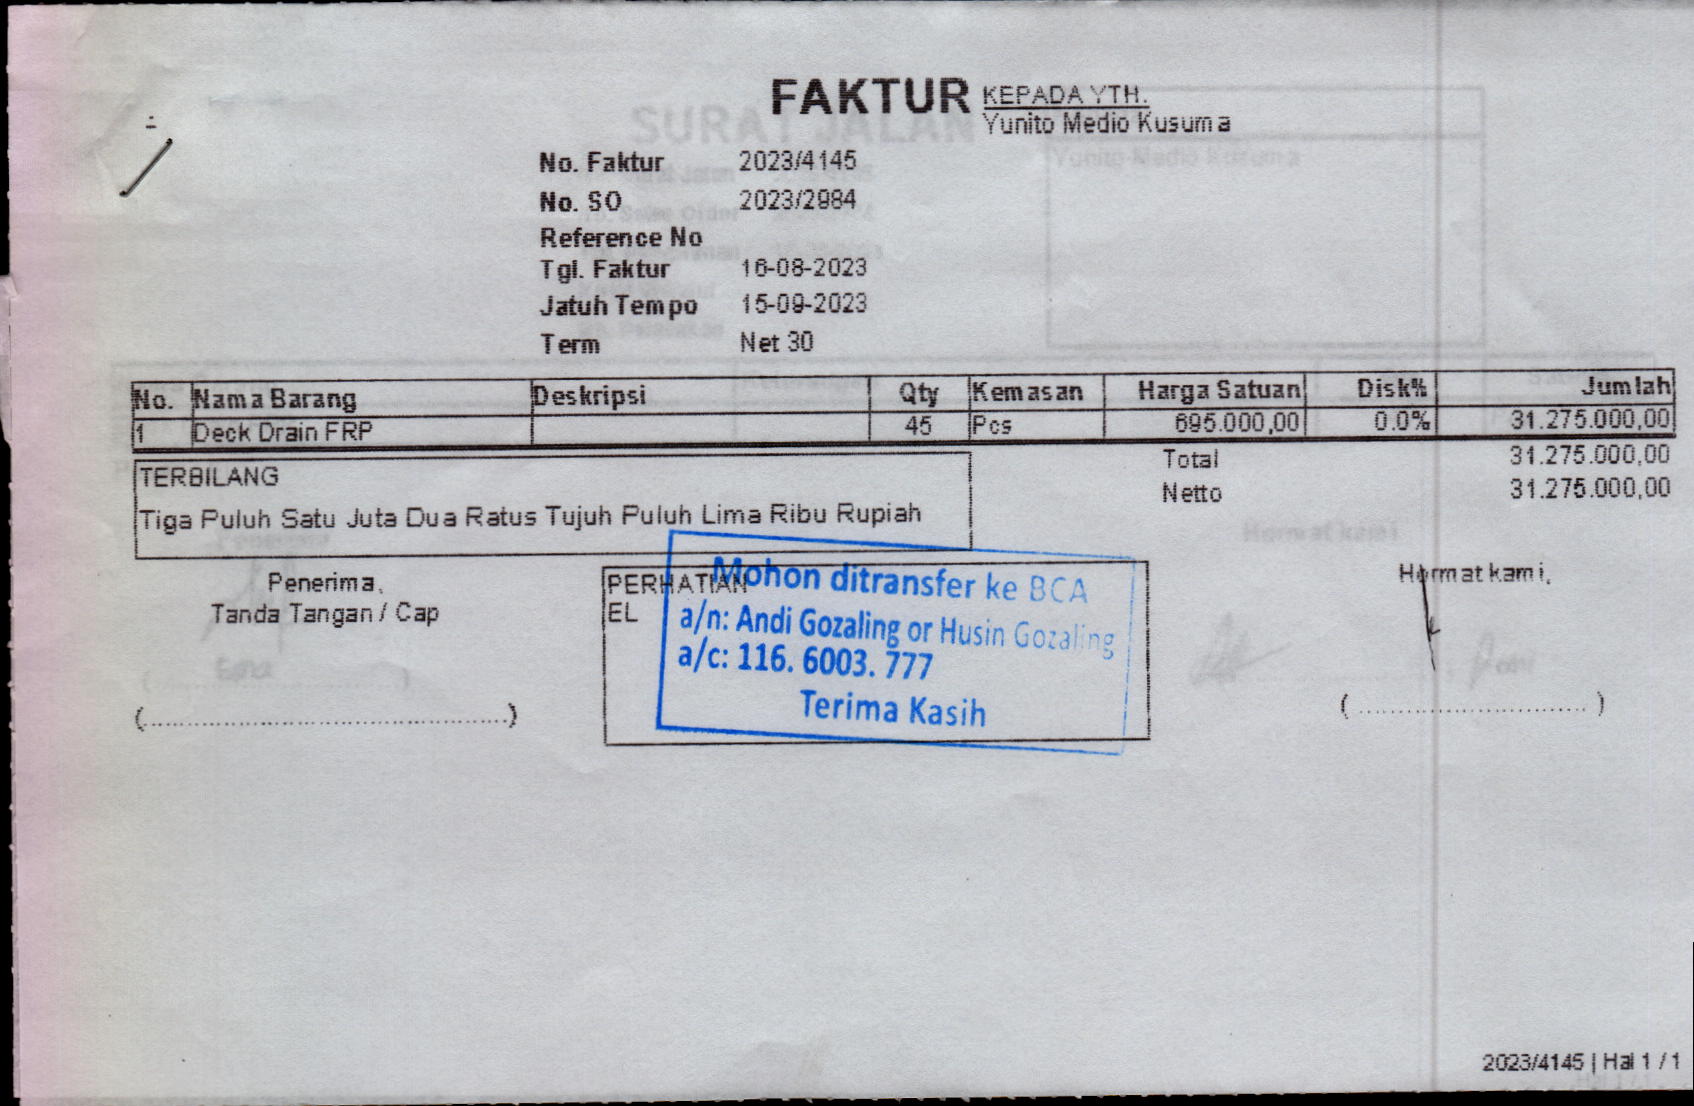 FAKTUR
KEPADA YTH.
Yunito Medio Kusuma
No. Faktur 2023/4145
No. SO 2023/2984
Reference No
Tgl. Faktur 16-08-2023
Jatuh Tempo 15-09-2023
Term Net 30
No. Nama Barang Deskripsi Qty Kemasan Harga Satuan Disk% Jumlah
1 Deck Drain FRP 45 Pcs 695.000,00 0.0% 31.275.000,00
Total 31.275.000,00
Netto 31.275.000,00
TERBILANG
Tiga Puluh Satu Juta Dua Ratus Tujuh Puluh Lima Ribu Rupiah
Penerima,
Tanda Tangan / Cap
(............................................)
PERHATIAN
EL
Mohon ditransfer ke BCA
a/n: Andi Gozaling or Husin Gozaling
a/c: 116. 6003. 777
Terima Kasih
Hormat kami,
(............................)
2023/4145 | Hal 1 / 1